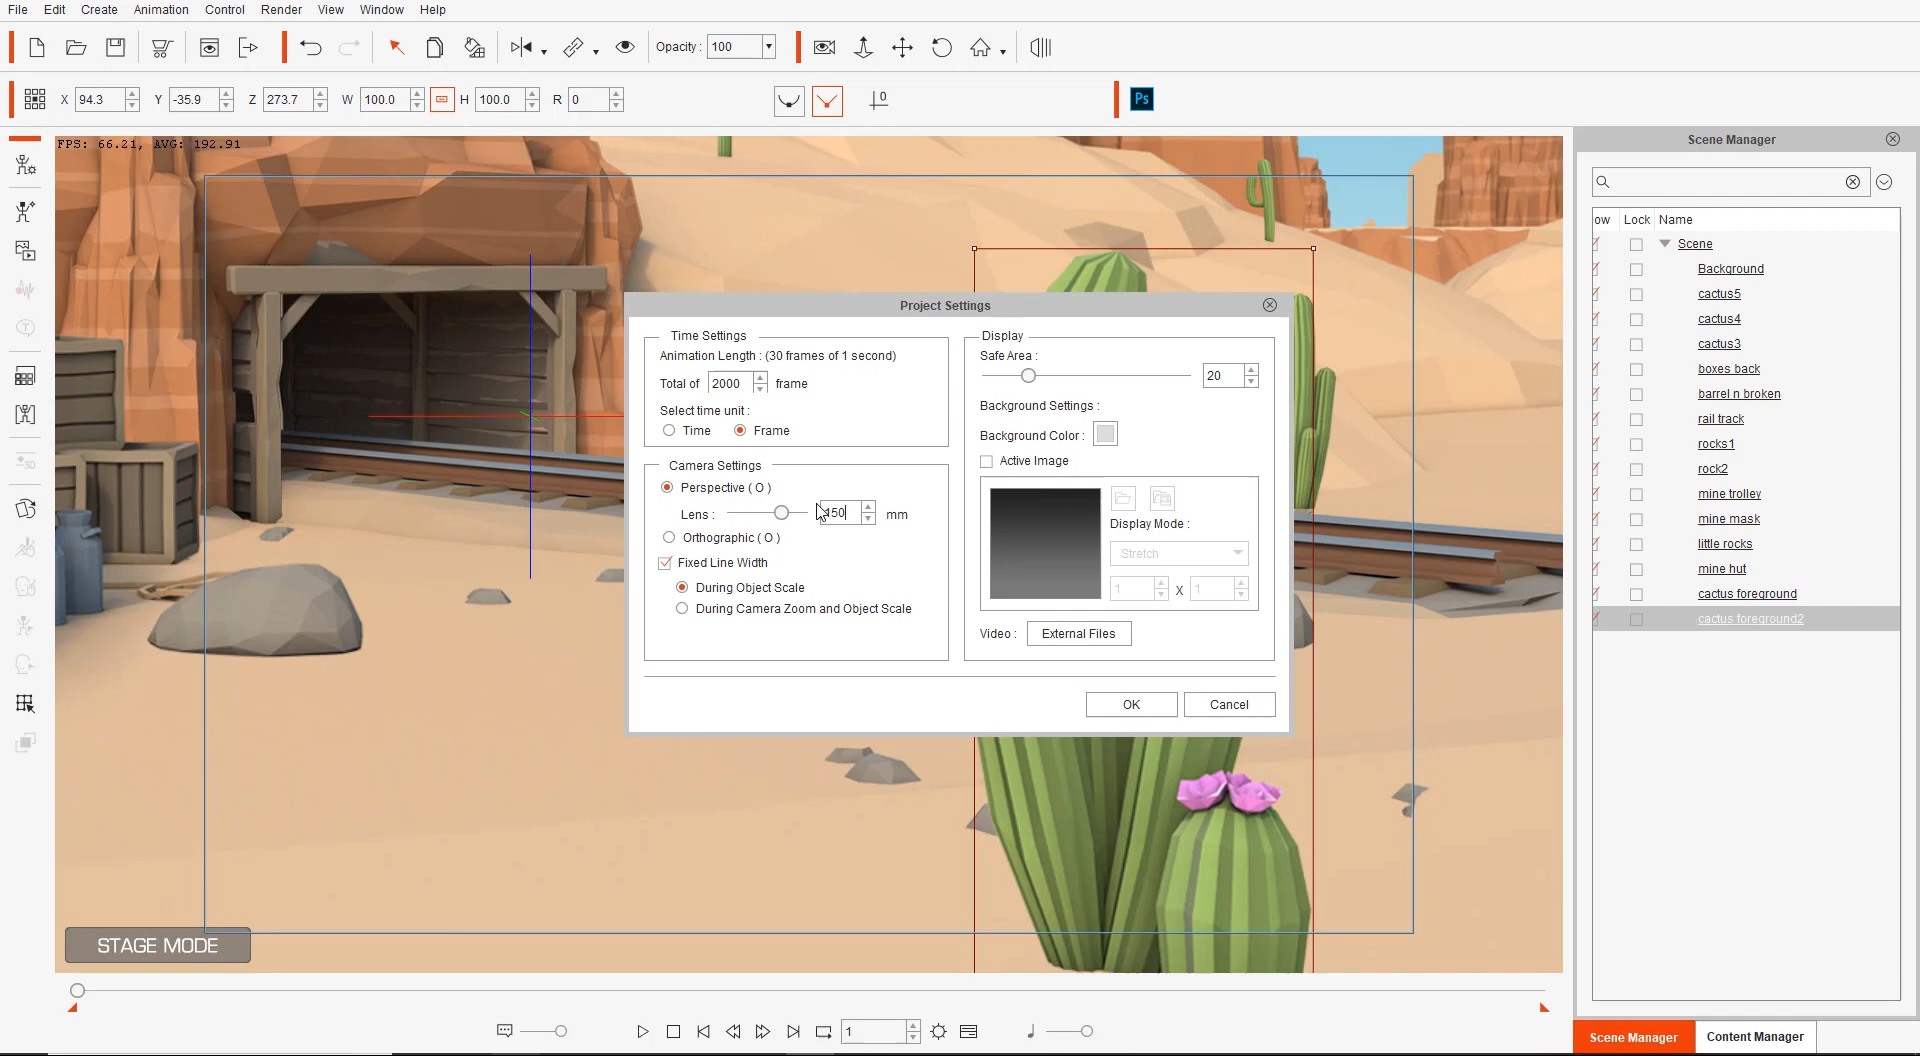 File Edit Create Animation Control Render View Window Help
Opacity : 100
X 94.3 Y -35.9 Z 273.7 W 100.0 H 100.0 R 0
0
Ps
FPS: 66.21, AVG: 192.91
Scene Manager
ow Lock Name
Scene
Background
cactus5
cactus4
cactus3
boxes back
barrel n broken
rail track
rocks1
rock2
mine trolley
mine mask
little rocks
mine hut
cactus foreground
cactus foreground2
Project Settings
Time Settings
Animation Length : (30 frames of 1 second)
Total of 2000 frame
Select time unit :
Time Frame
Camera Settings
Perspective ( O )
Lens : 150 mm
Orthographic ( O )
Fixed Line Width
During Object Scale
During Camera Zoom and Object Scale
Display
Safe Area :
20
Background Settings :
Background Color :
Active Image
Display Mode :
Stretch
1 X 1
Video : External Files
OK Cancel
3D
STAGE MODE
1
Scene Manager Content Manager